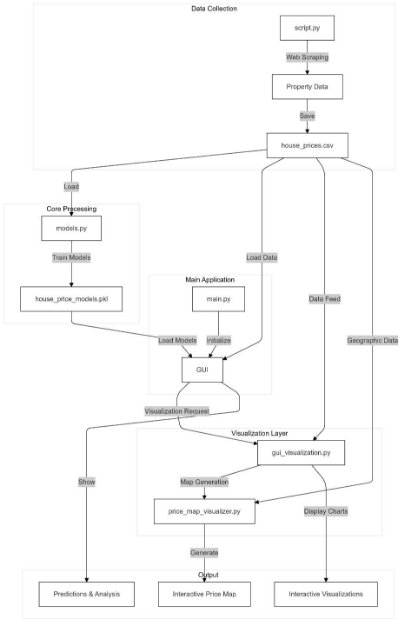 Data Collection
script.py
Web Scraping
Property Data
Save
house_prices.csv
Load
Core Processing
models.py
Load Data
Train Models
Main Application
main.py
house_price_models.pkl
Data Feed
Load Models
Initialize
Geographic Data
GUI
Visualization Request
Visualization Layer
gui_visualization.py
Show
Map Generation
price_map_visualizer.py
Display Charts
Generate
Output
Predictions & Analysis
Interactive Price Map
Interactive Visualizations